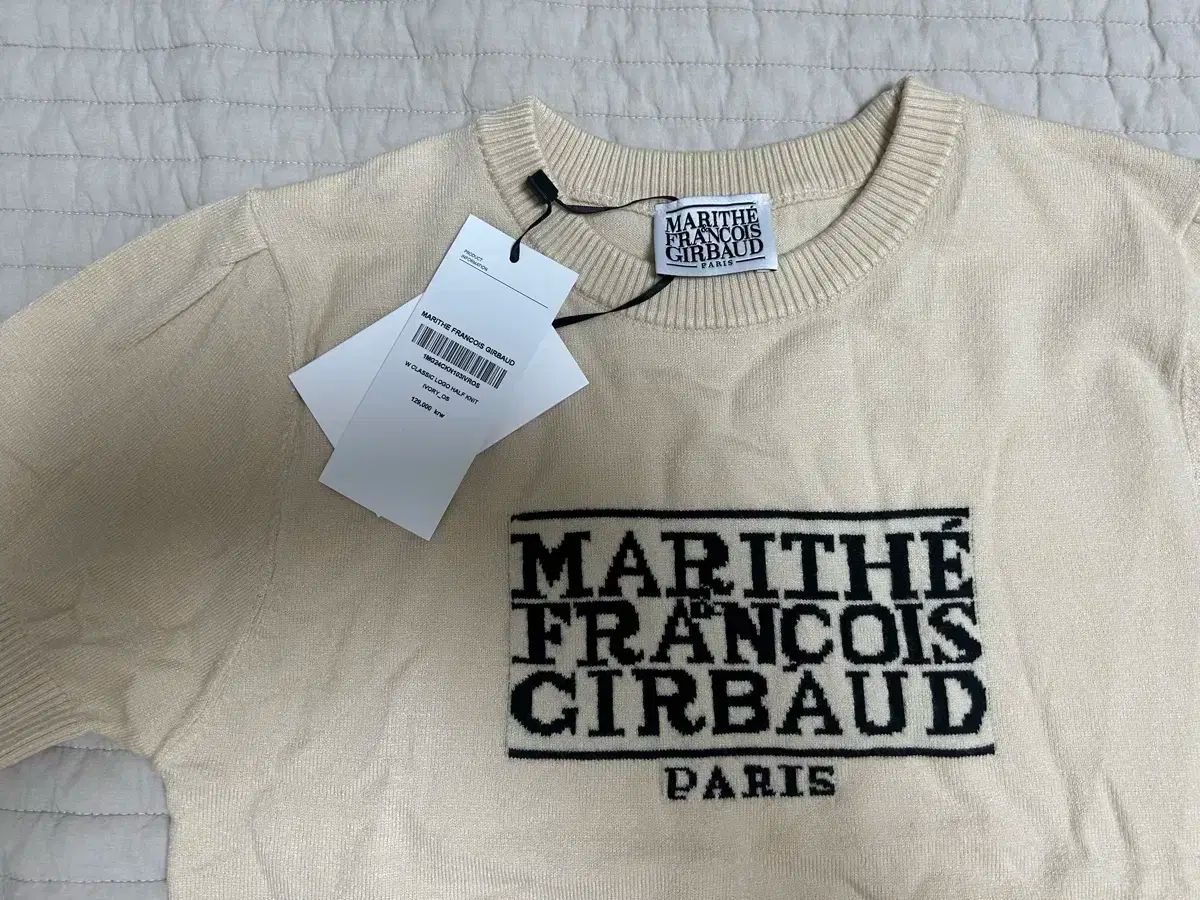 MARITHÉ
&
FRANÇOIS
GIRBAUD
PARIS
PRODUCT
INFORMATION
MARITHE FRANCOIS GIRBAUD
1MG24CKN103IVROS
W CLASSIC LOGO HALF KNIT
IVORY_OS
128,000 krw
MARITHÉ
&
FRANÇOIS
GIRBAUD
PARIS